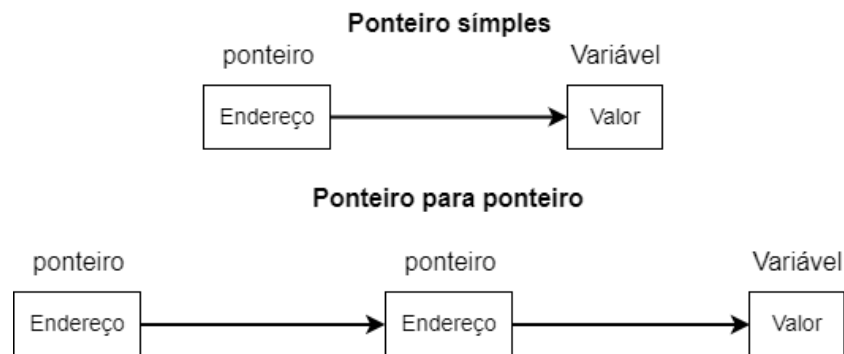 Ponteiro símples
ponteiro Variável
Endereço Valor
Ponteiro para ponteiro
ponteiro ponteiro Variável
Endereço Endereço Valor